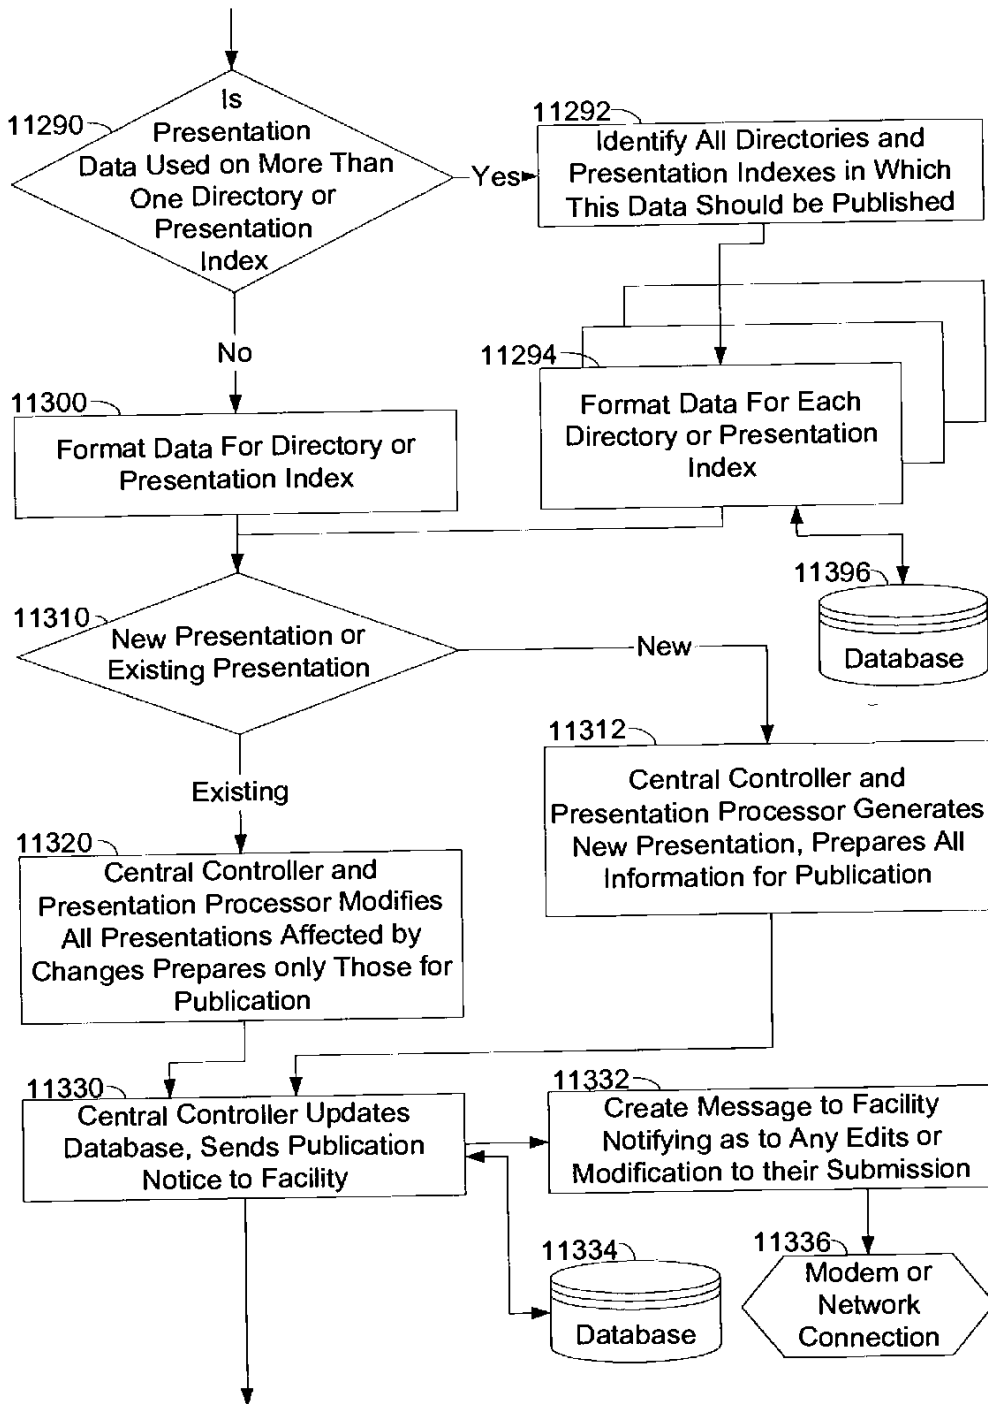 11290
Is
Presentation
Data Used on More Than
One Directory or
Presentation
Index
Yes
11292
Identify All Directories and
Presentation Indexes in Which
This Data Should be Published
No
11294
Format Data For Each
Directory or Presentation
Index
11300
Format Data For Directory or
Presentation Index
11396
Database
11310
New Presentation or
Existing Presentation
New
Existing
11312
Central Controller and
Presentation Processor Generates
New Presentation, Prepares All
Information for Publication
11320
Central Controller and
Presentation Processor Modifies
All Presentations Affected by
Changes Prepares only Those for
Publication
11330
Central Controller Updates
Database, Sends Publication
Notice to Facility
11332
Create Message to Facility
Notifying as to Any Edits or
Modification to their Submission
11334
Database
11336
Modem or
Network
Connection